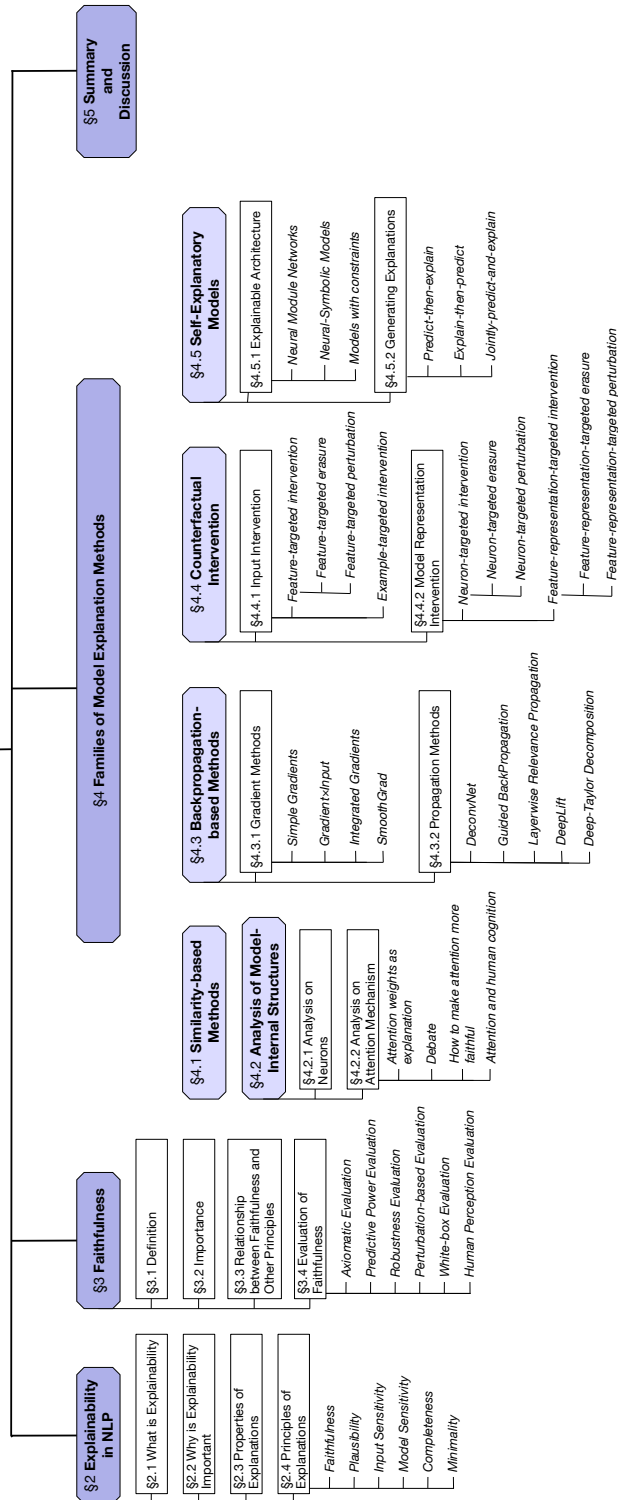 §2 Explainability
in NLP
§2.1 What is Explainability
§2.2 Why is Explainability
Important
§2.3 Properties of
Explanations
§2.4 Principles of
Explanations
Faithfulness
Plausibility
Input Sensitivity
Model Sensitivity
Completeness
Minimality
§3 Faithfulness
§3.1 Definition
§3.2 Importance
§3.3 Relationship
between Faithfulness and
Other Principles
§3.4 Evaluation of
Faithfulness
Axiomatic Evaluation
Predictive Power Evaluation
Robustness Evaluation
Perturbation-based Evaluation
White-box Evaluation
Human Perception Evaluation
§4 Families of Model Explanation Methods
§4.1 Similarity-based
Methods
§4.2 Analysis of Model-
Internal Structures
§4.2.1 Analysis on
Neurons
§4.2.2 Analysis on
Attention Mechanism
Attention weights as
explanation
Debate
How to make attention more
faithful
Attention and human cognition
§4.3 Backpropagation-
based Methods
§4.3.1 Gradient Methods
Simple Gradients
Gradient×Input
Integrated Gradients
SmoothGrad
§4.3.2 Propagation Methods
DeconvNet
Guided BackPropagation
Layerwise Relevance Propagation
DeepLift
Deep-Taylor Decomposition
§4.4 Counterfactual
Intervention
§4.4.1 Input Intervention
Feature-targeted intervention
Feature-targeted erasure
Feature-targeted perturbation
Example-targeted intervention
§4.4.2 Model Representation
Intervention
Neuron-targeted intervention
Neuron-targeted erasure
Neuron-targeted perturbation
Feature-representation-targeted intervention
Feature-representation-targeted erasure
Feature-representation-targeted perturbation
§4.5 Self-Explanatory
Models
§4.5.1 Explainable Architecture
Neural Module Networks
Neural-Symbolic Models
Models with constraints
§4.5.2 Generating Explanations
Predict-then-explain
Explain-then-predict
Jointly-predict-and-explain
§5 Summary
and
Discussion